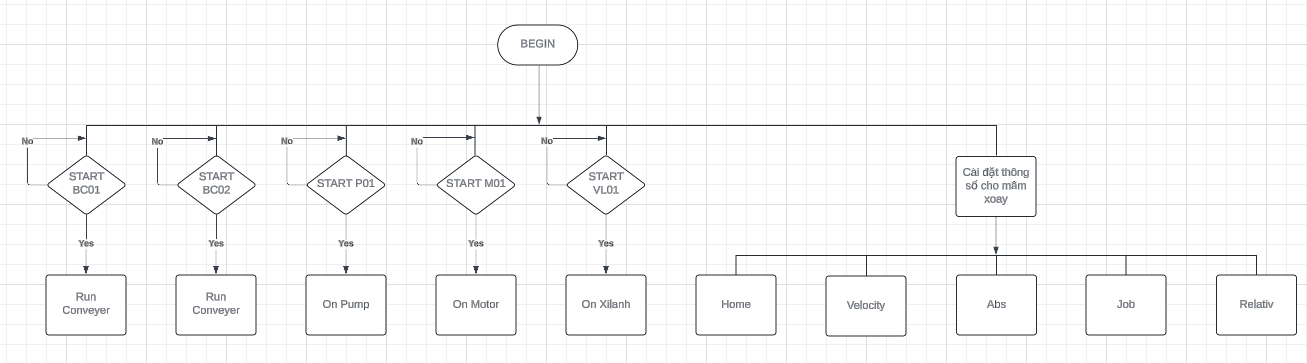 BEGIN
No
No
No
No
No
START
BC01
START
BC02
START P01
START M01
START
VL01
Cài đặt thông
số cho mâm
xoay
Yes
Yes
Yes
Yes
Yes
Run
Conveyer
Run
Conveyer
On Pump
On Motor
On Xilanh
Home
Velocity
Abs
Job
Relativ